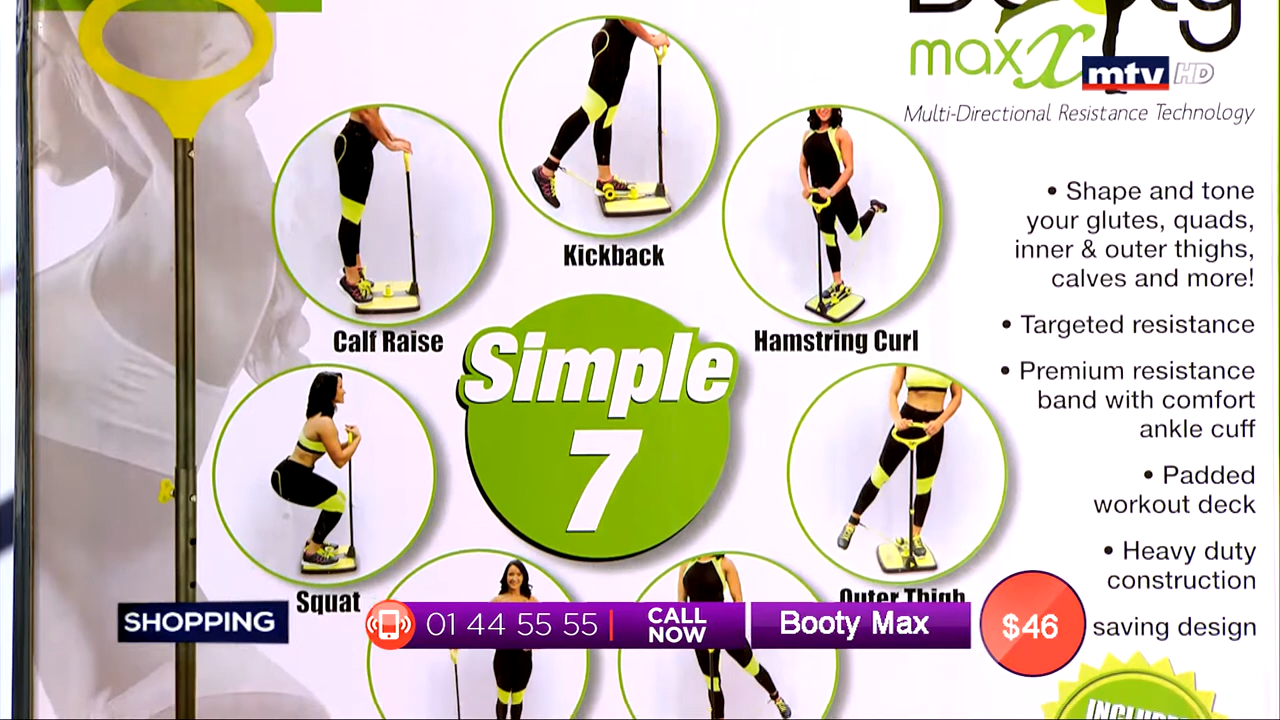 Booty
maxx
mtv HD
Multi-Directional Resistance Technology
• Shape and tone
your glutes, quads,
inner & outer thighs,
calves and more!
• Targeted resistance
• Premium resistance
band with comfort
ankle cuff
• Padded
workout deck
• Heavy duty
construction
saving design
Kickback
Calf Raise
Hamstring Curl
Simple
7
Squat
Outer Thigh
SHOPPING
01 44 55 55
CALL
NOW
Booty Max
$46